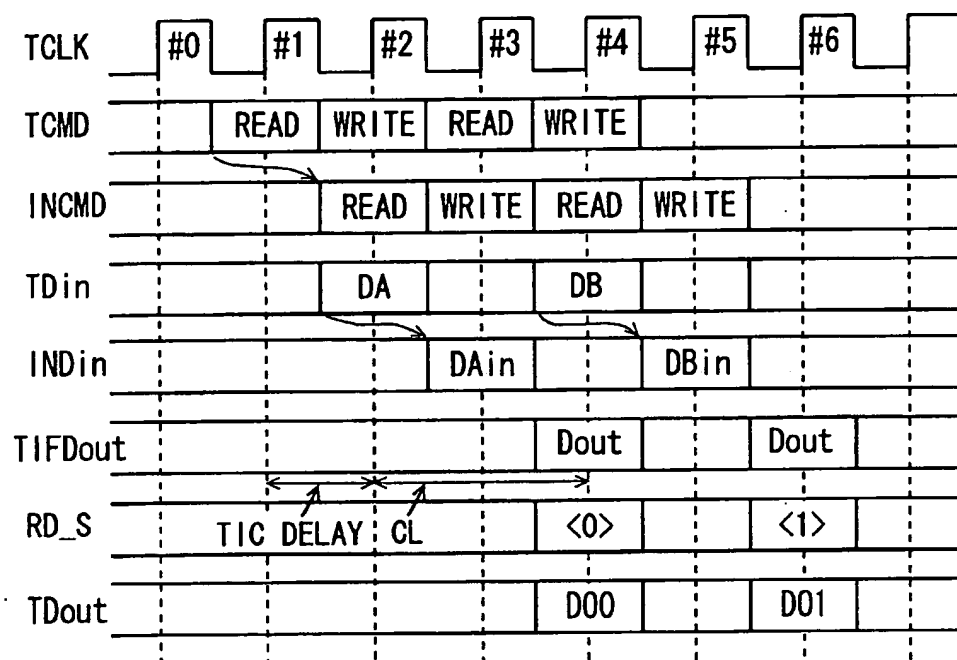 TCLK #0 #1 #2 #3 #4 #5 #6
TCMD READ WRITE READ WRITE
INCMD READ WRITE READ WRITE
TDin DA DB
INDin DAin DBin
TIFDout Dout Dout
RD_S TIC DELAY CL <0> <1>
TDout D00 D01